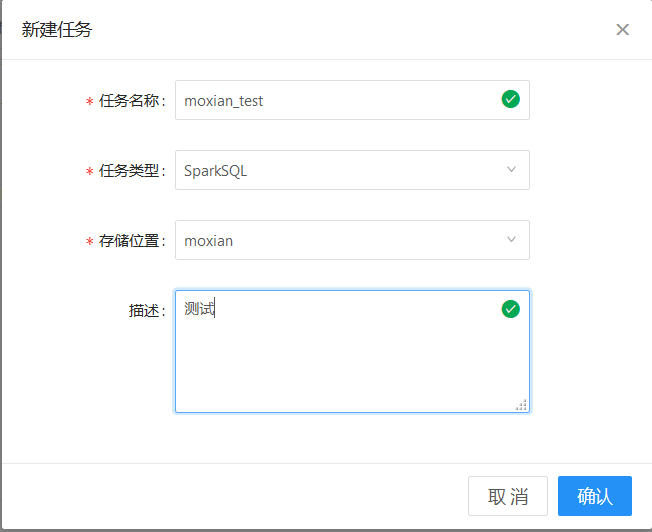 新建任务
* 任务名称: moxian_test
* 任务类型: SparkSQL
* 存储位置: moxian
描述: 测试
取 消 确认